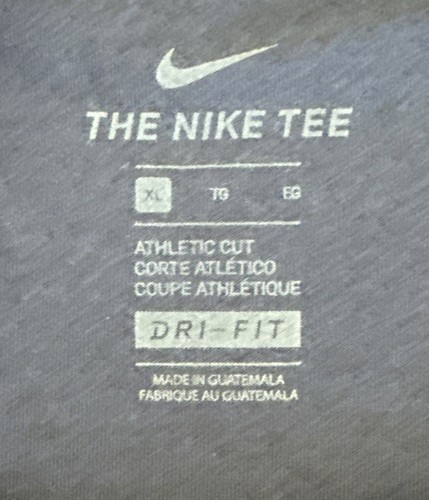 THE NIKE TEE
XL TG EG
ATHLETIC CUT
CORTE ATLÉTICO
COUPE ATHLÉTIQUE
DRI-FIT
MADE IN GUATEMALA
FABRIQUE AU GUATEMALA